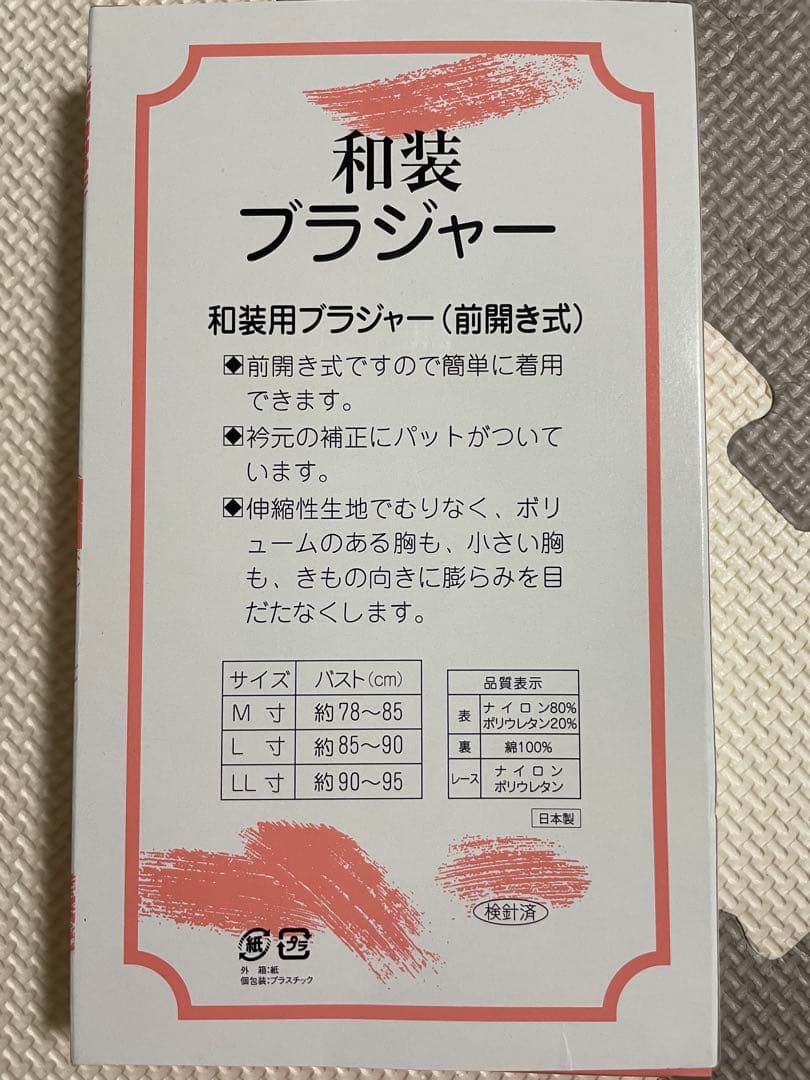 和装
ブラジャー
和装用ブラジャー(前開き式)
◆前開き式ですので簡単に着用
できます。
◆衿元の補正にパットがついて
います。
◆伸縮性生地でむりなく、ボリ
ュームのある胸も、小さい胸
も、きもの向きに膨らみを目
だたなくします。
サイズ バスト(cm)
M 寸 約78〜85
L 寸 約85〜90
LL 寸 約90〜95
品質表示
表 ナイロン80%
ポリウレタン20%
裏 綿100%
レース ナイロン
ポリウレタン
日本製
検針済
紙 プラ
外 箱:紙
個包装:プラスチック